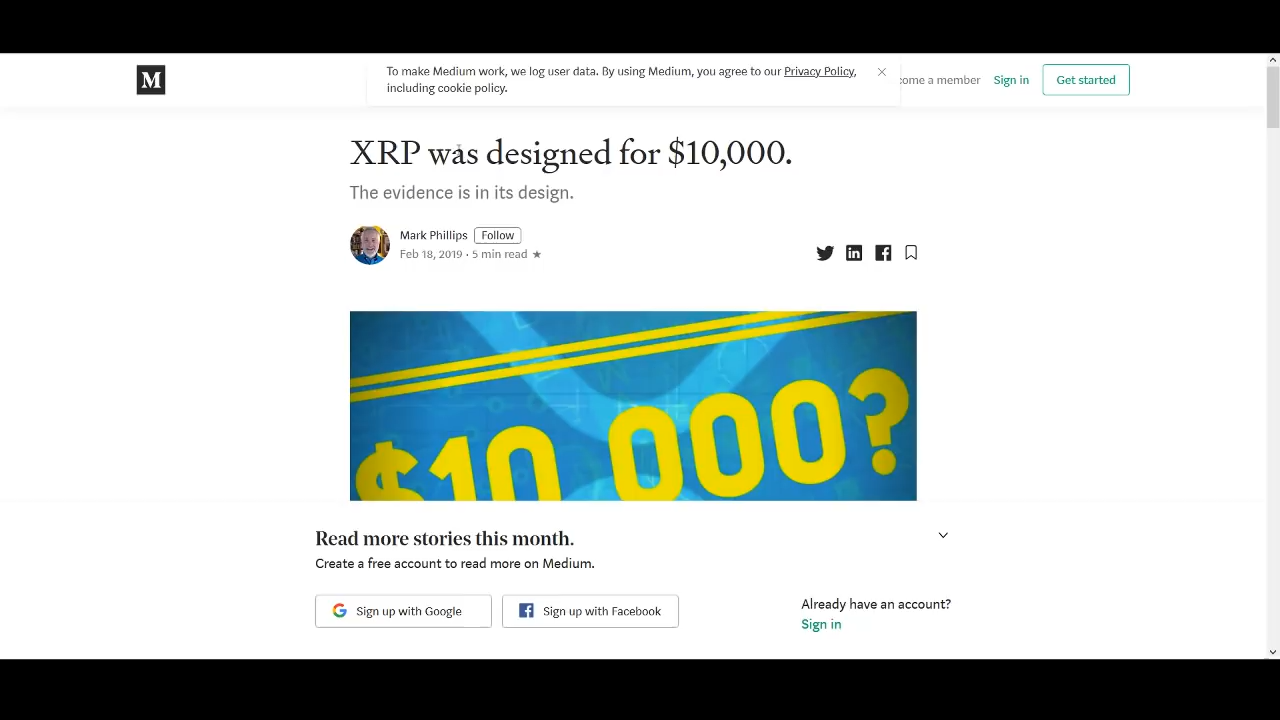 M
To make Medium work, we log user data. By using Medium, you agree to our Privacy Policy,
including cookie policy.
come a member
Sign in
Get started
XRP was designed for $10,000.
The evidence is in its design.
Mark Phillips
Follow
Feb 18, 2019 · 5 min read ★
$10 000?
Read more stories this month.
Create a free account to read more on Medium.
Sign up with Google
Sign up with Facebook
Already have an account?
Sign in